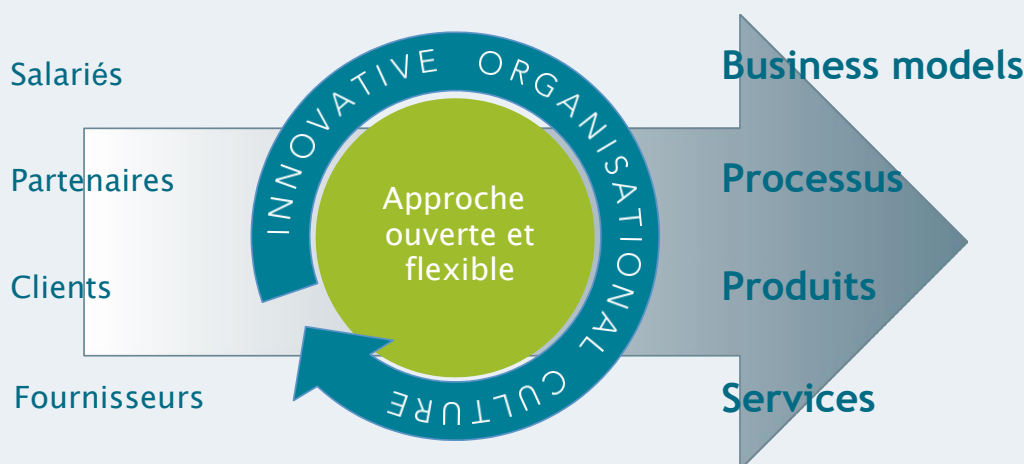 Salariés
Partenaires
Clients
Fournisseurs
INNOVATIVE ORGANISATIONAL CULTURE
Approche
ouverte et
flexible
Business models
Processus
Produits
Services